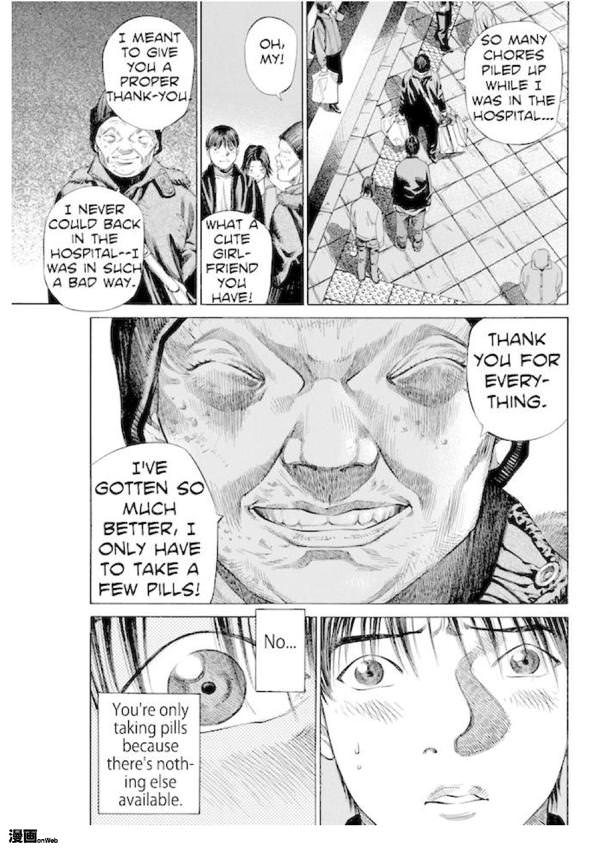 SO MANY
CHORES
PILED UP
WHILE I
WAS IN THE
HOSPITAL...
OH,
MY!
WHAT A
CUTE
GIRL-
FRIEND
YOU
HAVE!
I MEANT
TO GIVE
YOU A
PROPER
THANK-YOU.
I NEVER
COULD BACK
IN THE
HOSPITAL--I
WAS IN SUCH
A BAD WAY.
THANK
YOU FOR
EVERY-
THING.
I'VE
GOTTEN SO
MUCH
BETTER, I
ONLY HAVE
TO TAKE A
FEW PILLS!
No...
You're only
taking pills
because
there's noth-
ing else
available.
漫画onWeb